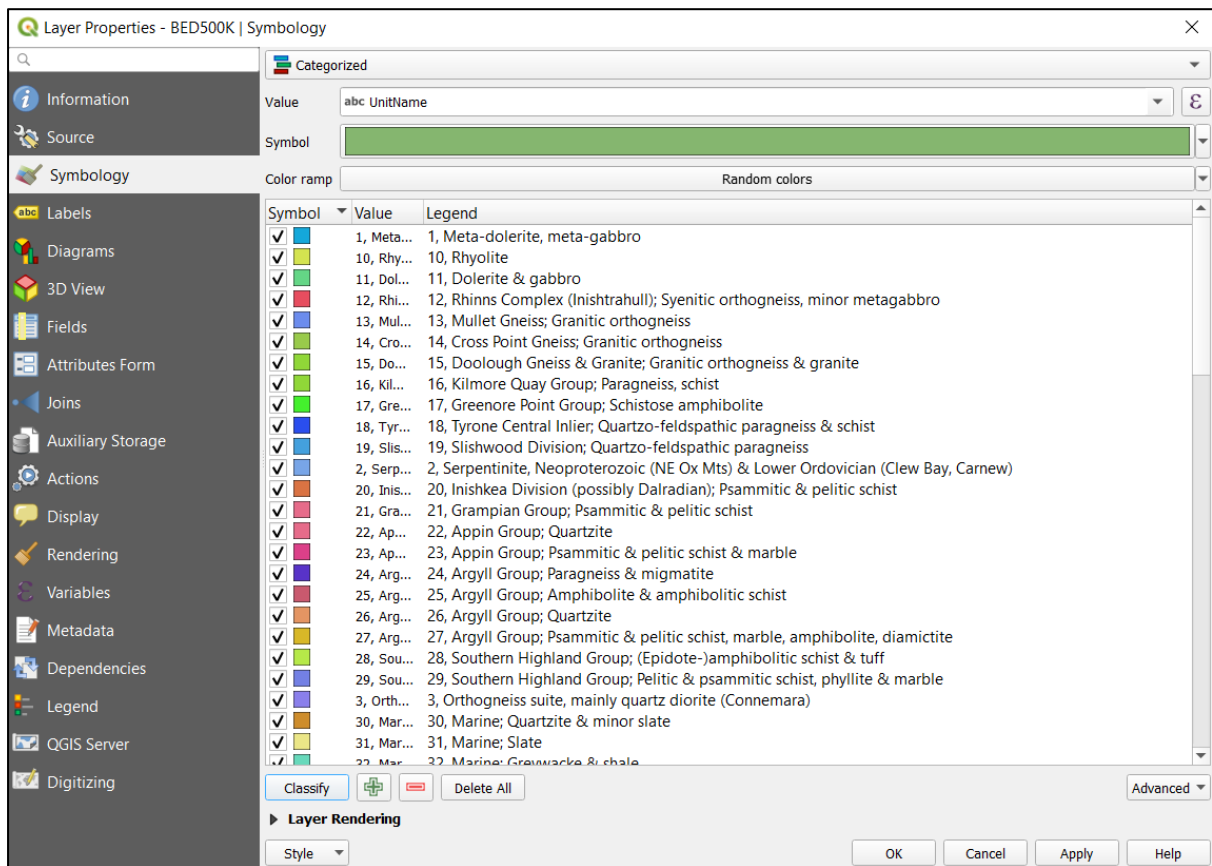 Layer Properties - BED500K | Symbology
Information
Source
Symbology
Labels
Diagrams
3D View
Fields
Attributes Form
Joins
Auxiliary Storage
Actions
Display
Rendering
Variables
Metadata
Dependencies
Legend
QGIS Server
Digitizing
Categorized
Value abc UnitName ε
Symbol
Color ramp Random colors
Symbol Value Legend
1, Meta... 1, Meta-dolerite, meta-gabbro
10, Rhy... 10, Rhyolite
11, Dol... 11, Dolerite & gabbro
12, Rhi... 12, Rhinns Complex (Inishtrahull); Syenitic orthogneiss, minor metagabbro
13, Mul... 13, Mullet Gneiss; Granitic orthogneiss
14, Cro... 14, Cross Point Gneiss; Granitic orthogneiss
15, Do... 15, Doolough Gneiss & Granite; Granitic orthogneiss & granite
16, Kil... 16, Kilmore Quay Group; Paragneiss, schist
17, Gre... 17, Greenore Point Group; Schistose amphibolite
18, Tyr... 18, Tyrone Central Inlier; Quartzo-feldspathic paragneiss & schist
19, Slis... 19, Slishwood Division; Quartzo-feldspathic paragneiss
2, Serp... 2, Serpentinite, Neoproterozoic (NE Ox Mts) & Lower Ordovician (Clew Bay, Carnew)
20, Inis... 20, Inishkea Division (possibly Dalradian); Psammitic & pelitic schist
21, Gra... 21, Grampian Group; Psammitic & pelitic schist
22, Ap... 22, Appin Group; Quartzite
23, Ap... 23, Appin Group; Psammitic & pelitic schist & marble
24, Arg... 24, Argyll Group; Paragneiss & migmatite
25, Arg... 25, Argyll Group; Amphibolite & amphibolitic schist
26, Arg... 26, Argyll Group; Quartzite
27, Arg... 27, Argyll Group; Psammitic & pelitic schist, marble, amphibolite, diamictite
28, Sou... 28, Southern Highland Group; (Epidote-)amphibolitic schist & tuff
29, Sou... 29, Southern Highland Group; Pelitic & psammitic schist, phyllite & marble
3, Orth... 3, Orthogneiss suite, mainly quartz diorite (Connemara)
30, Mar... 30, Marine; Quartzite & minor slate
31, Mar... 31, Marine; Slate
32, Mar... 32, Marine; Greywacke & shale
Classify Delete All Advanced
Layer Rendering
Style OK Cancel Apply Help